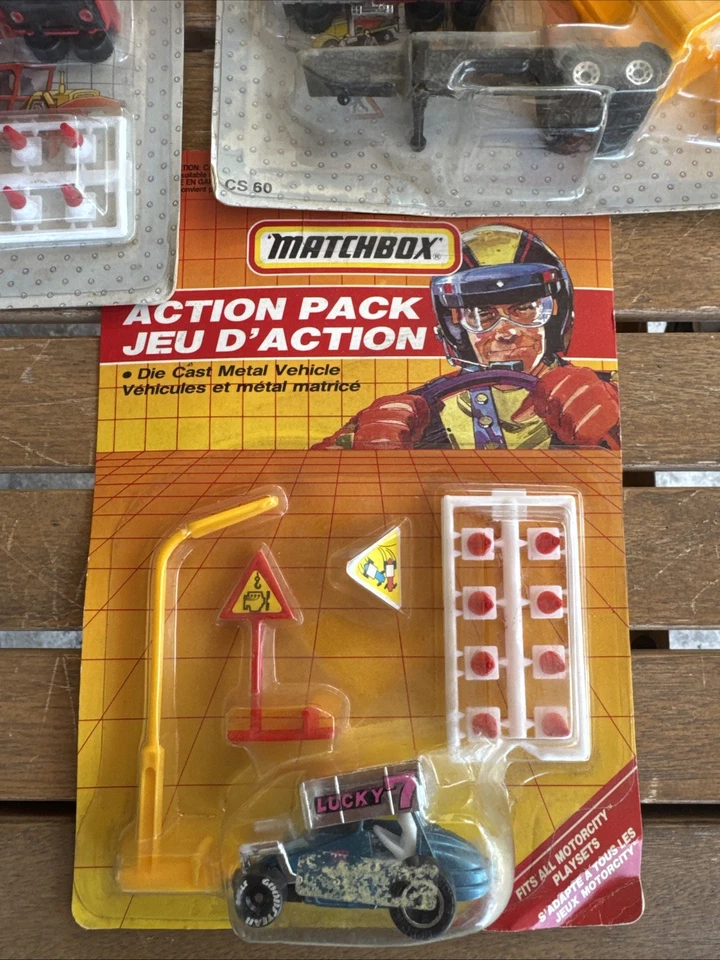 CS 60
MATCHBOX®
ACTION PACK
JEU D'ACTION
• Die Cast Metal Vehicle
Véhicules et métal matricé
LUCKY 7
GOODYEAR
FITS ALL MOTORCITY
PLAYSETS
S'ADAPTE A TOUS LES
JEUX MOTORCITY